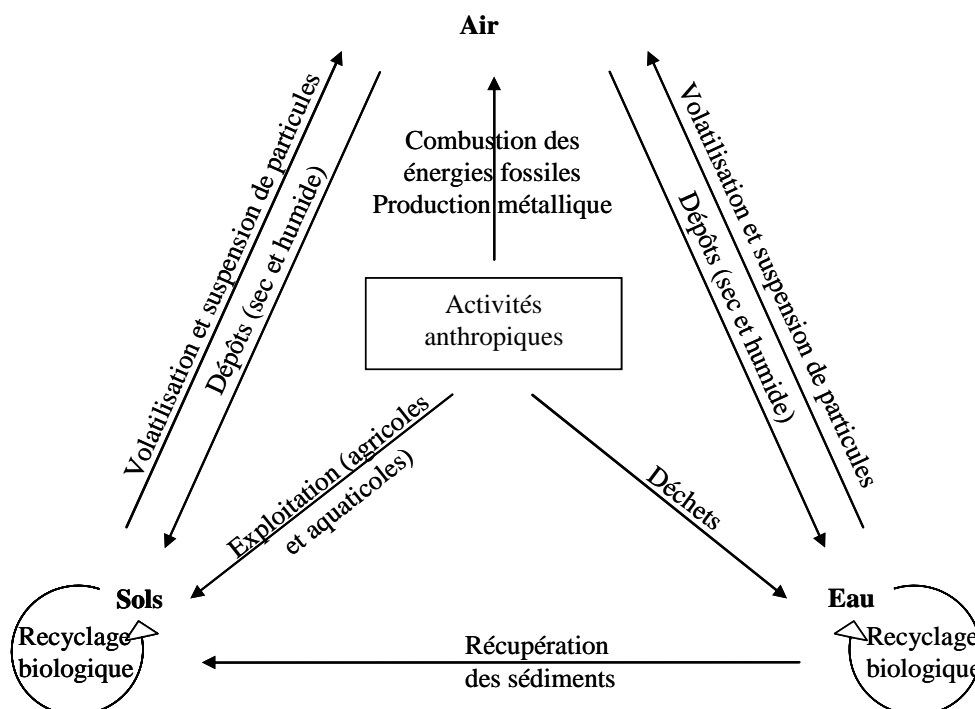 Air
Volatilisation et suspension de particules
Dépôts (sec et humide)
Combustion des
énergies fossiles
Production métallique
Volatilisation et suspension de particules
Dépôts (sec et humide)
Activités
anthropiques
Exploitation (agricoles
et aquaticoles)
Déchets
Sols
Recyclage
biologique
Eau
Recyclage
biologique
Récupération
des sédiments